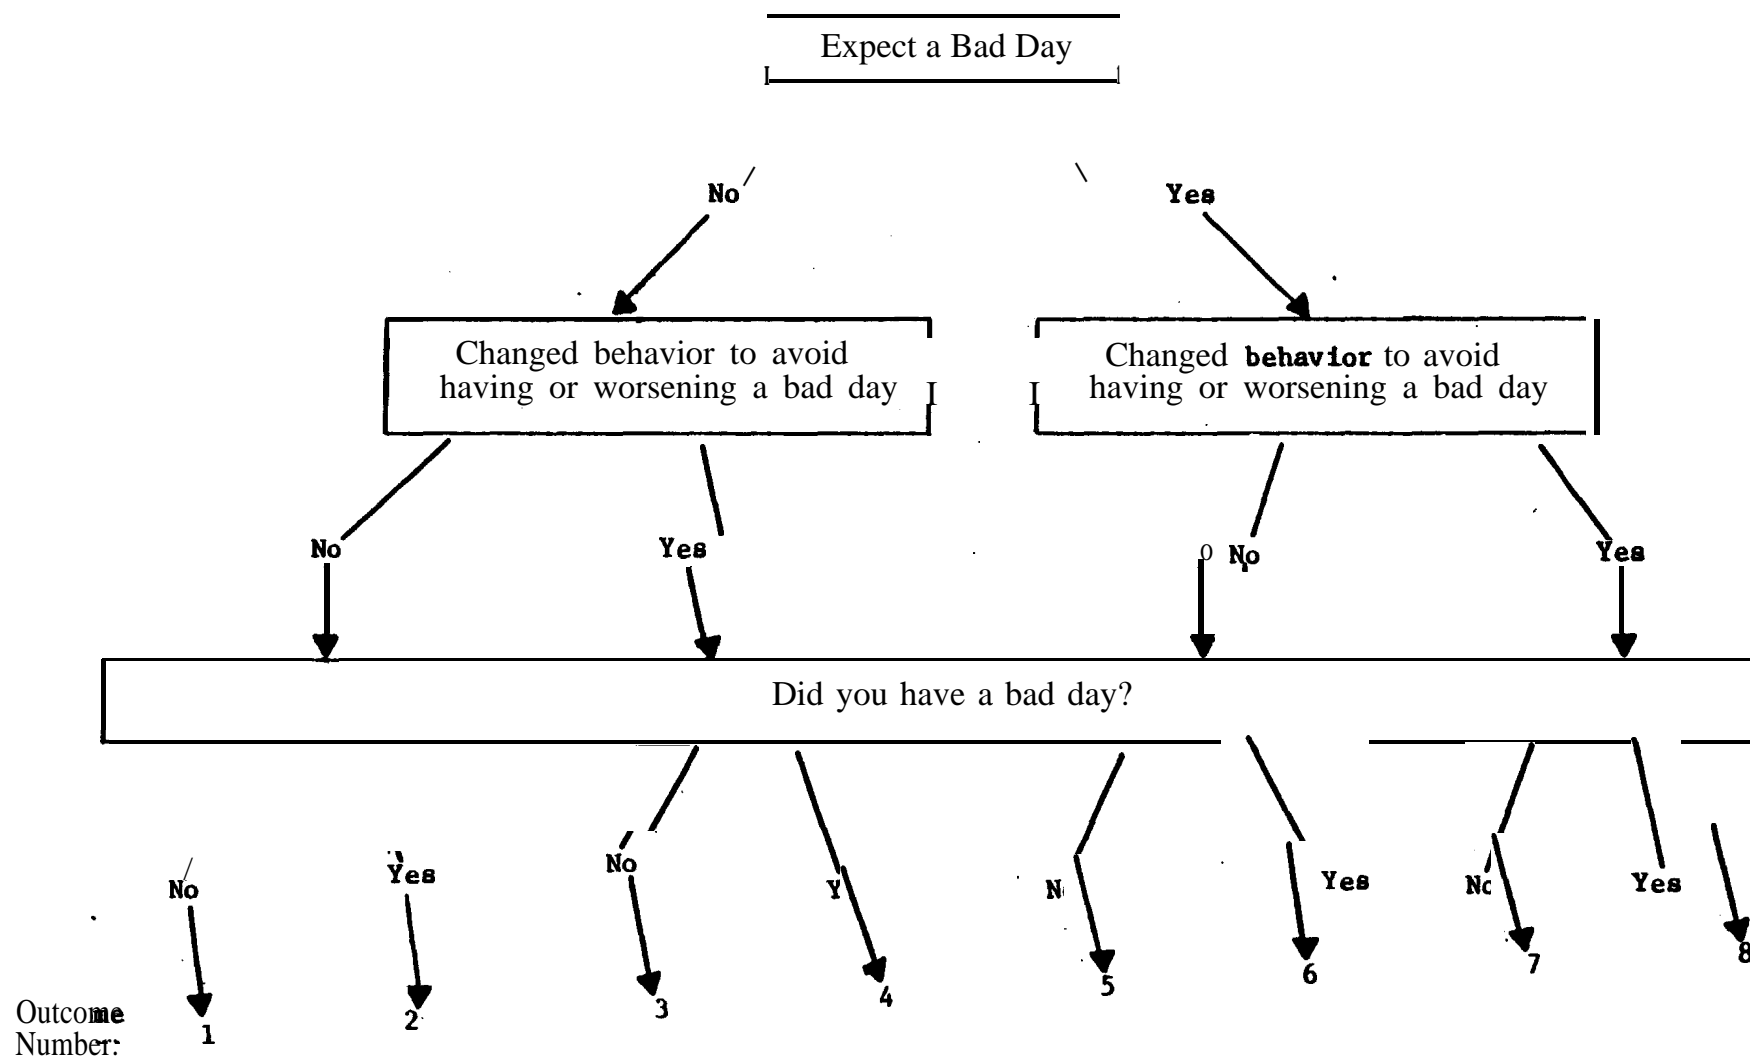 Expect a Bad Day
No Yes
Changed behavior to avoid
having or worsening a bad day
Changed behavior to avoid
having or worsening a bad day
No Yes No Yes
Did you have a bad day?
No Yes No Y N Yes No Yes
1 2 3 4 5 6 7 8
Outcome
Number: